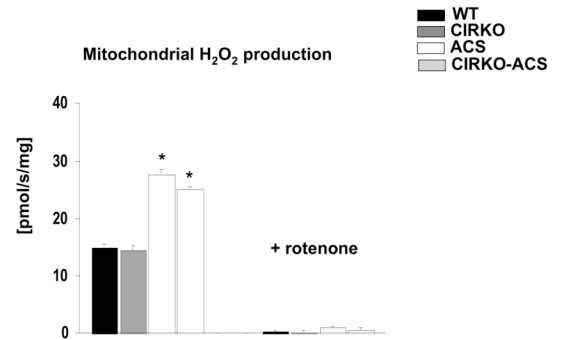 WT
CIRKO
ACS
CIRKO-ACS
Mitochondrial H₂O₂ production
[pmol/s/mg]
40
30
20
10
0
*
*
+ rotenone